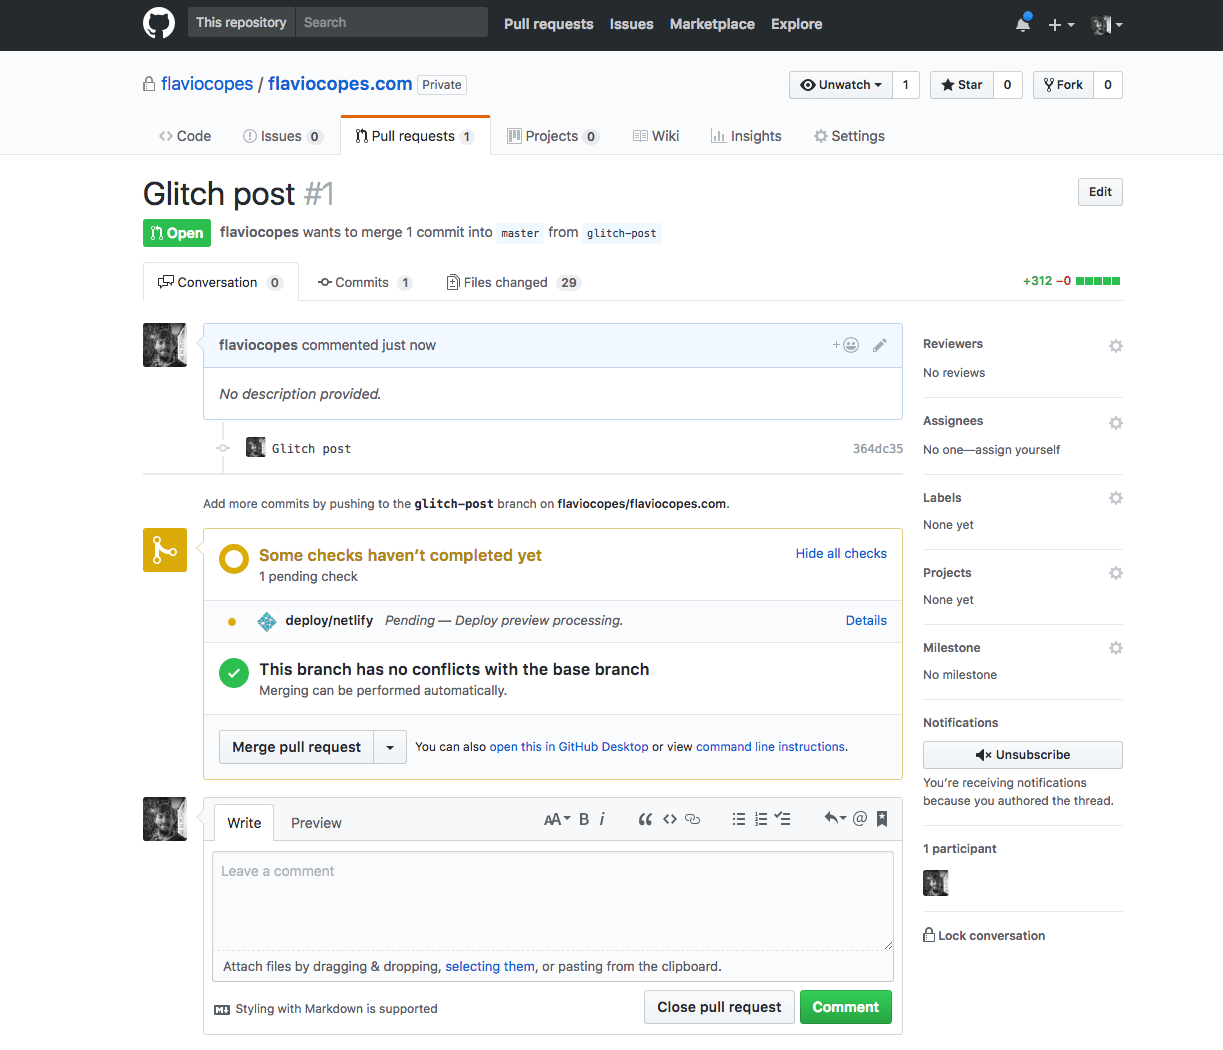 This repository Search Pull requests Issues Marketplace Explore
flaviocopes / flaviocopes.com Private Unwatch 1 Star 0 Fork 0
Code Issues 0 Pull requests 1 Projects 0 Wiki Insights Settings
Glitch post #1 Edit
Open flaviocopes wants to merge 1 commit into master from glitch-post
Conversation 0 Commits 1 Files changed 29 +312 −0
flaviocopes commented just now
No description provided.
Glitch post 364dc35
Add more commits by pushing to the glitch-post branch on flaviocopes/flaviocopes.com.
Some checks haven't completed yet Hide all checks
1 pending check
deploy/netlify Pending — Deploy preview processing. Details
This branch has no conflicts with the base branch
Merging can be performed automatically.
Merge pull request You can also open this in GitHub Desktop or view command line instructions.
Write Preview AA B i
Leave a comment
Attach files by dragging & dropping, selecting them, or pasting from the clipboard.
Styling with Markdown is supported Close pull request Comment
Reviewers
No reviews
Assignees
No one—assign yourself
Labels
None yet
Projects
None yet
Milestone
No milestone
Notifications
Unsubscribe
You're receiving notifications
because you authored the thread.
1 participant
Lock conversation